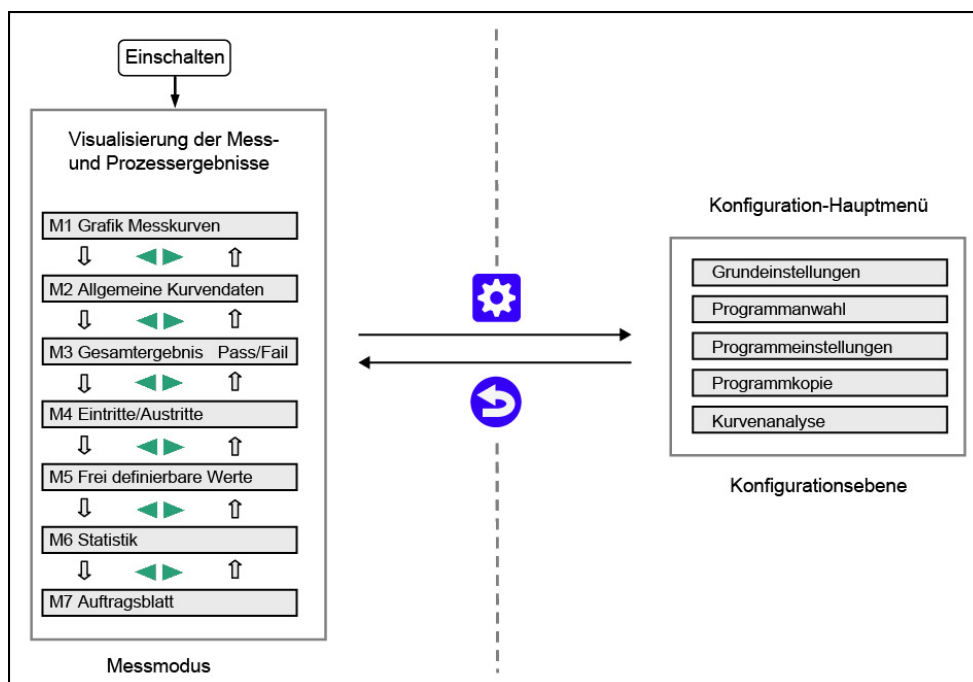 Einschalten
Visualisierung der Mess-
und Prozessergebnisse
M1 Grafik Messkurven
M2 Allgemeine Kurvendaten
M3 Gesamtergebnis Pass/Fail
M4 Eintritte/Austritte
M5 Frei definierbare Werte
M6 Statistik
M7 Auftragsblatt
Messmodus
Konfiguration-Hauptmenü
Grundeinstellungen
Programmanwahl
Programmeinstellungen
Programmkopie
Kurvenanalyse
Konfigurationsebene